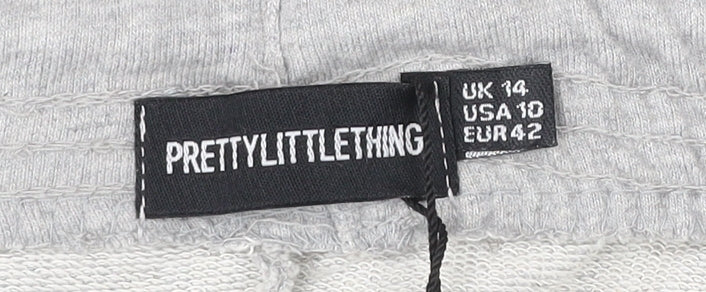 PRETTYLITTLETHING
UK 14
USA 10
EUR 42